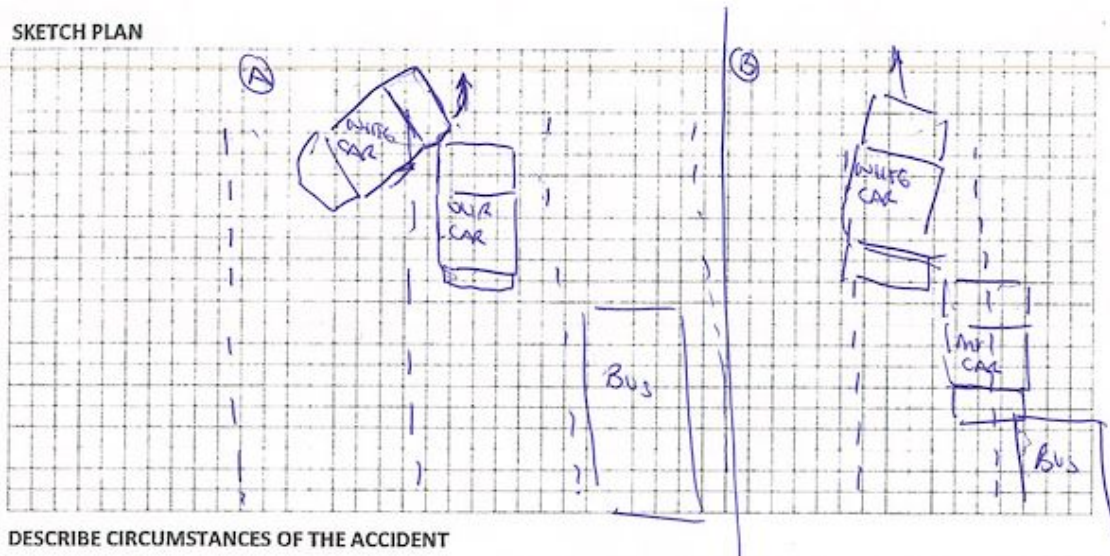 SKETCH PLAN
A
B
WHITE
CAR
OUR
CAR
BUS
WHITE
CAR
CAR
BUS
DESCRIBE CIRCUMSTANCES OF THE ACCIDENT